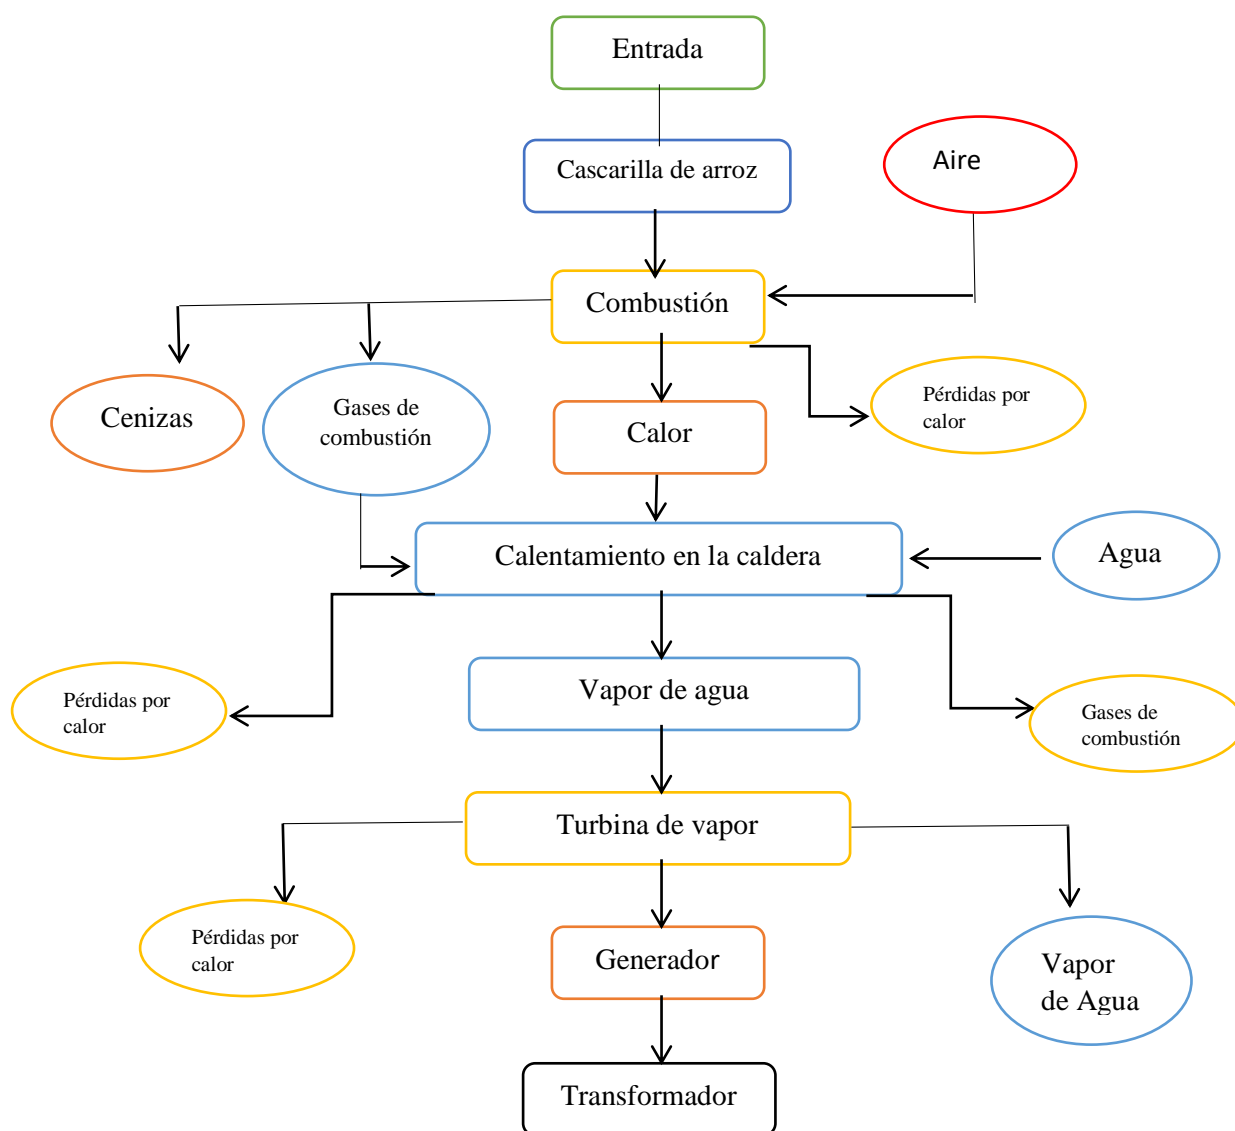 Entrada
Cascarilla de arroz
Aire
Combustión
Cenizas
Gases de
combustión
Calor
Pérdidas por
calor
Calentamiento en la caldera
Agua
Pérdidas por
calor
Vapor de agua
Gases de
combustión
Turbina de vapor
Pérdidas por
calor
Generador
Vapor
de Agua
Transformador